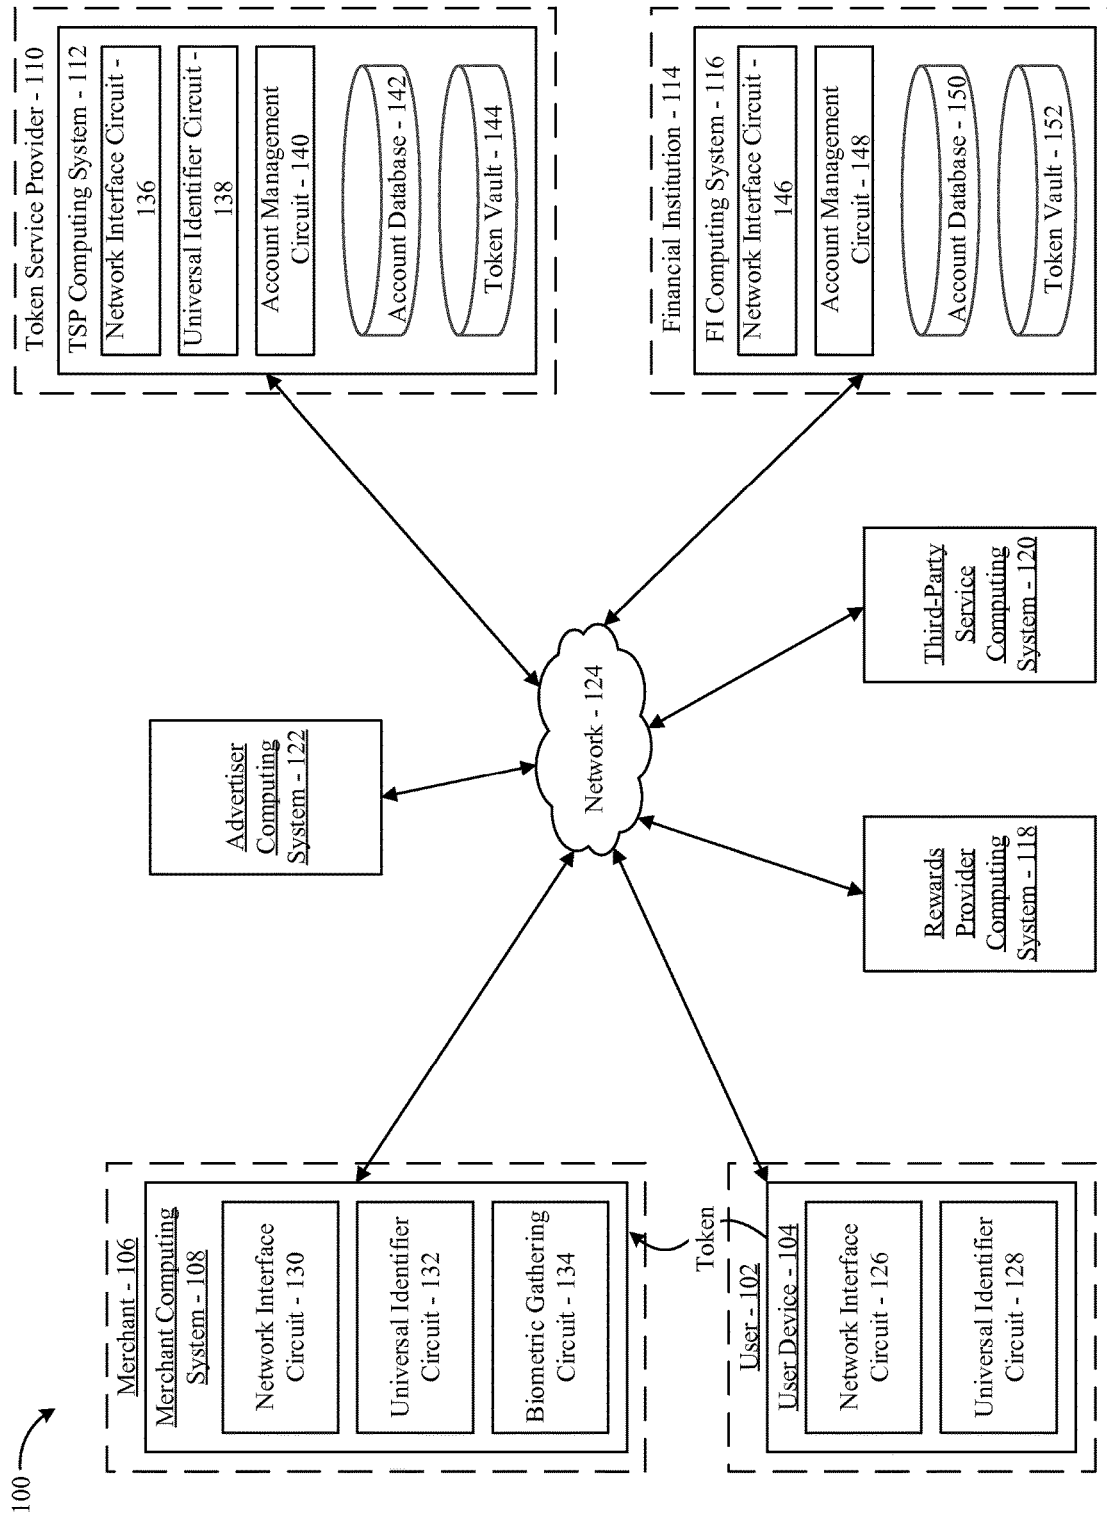 100
Merchant - 106
Merchant Computing
System - 108
Network Interface
Circuit - 130
Universal Identifier
Circuit - 132
Biometric Gathering
Circuit - 134
Token
User - 102
User Device - 104
Network Interface
Circuit - 126
Universal Identifier
Circuit - 128
Advertiser
Computing
System - 122
Network - 124
Rewards
Provider
Computing
System - 118
Third-Party
Service
Computing
System - 120
Token Service Provider - 110
TSP Computing System - 112
Network Interface Circuit -
136
Universal Identifier Circuit -
138
Account Management
Circuit - 140
Account Database - 142
Token Vault - 144
Financial Institution - 114
FI Computing System - 116
Network Interface Circuit -
146
Account Management
Circuit - 148
Account Database - 150
Token Vault - 152